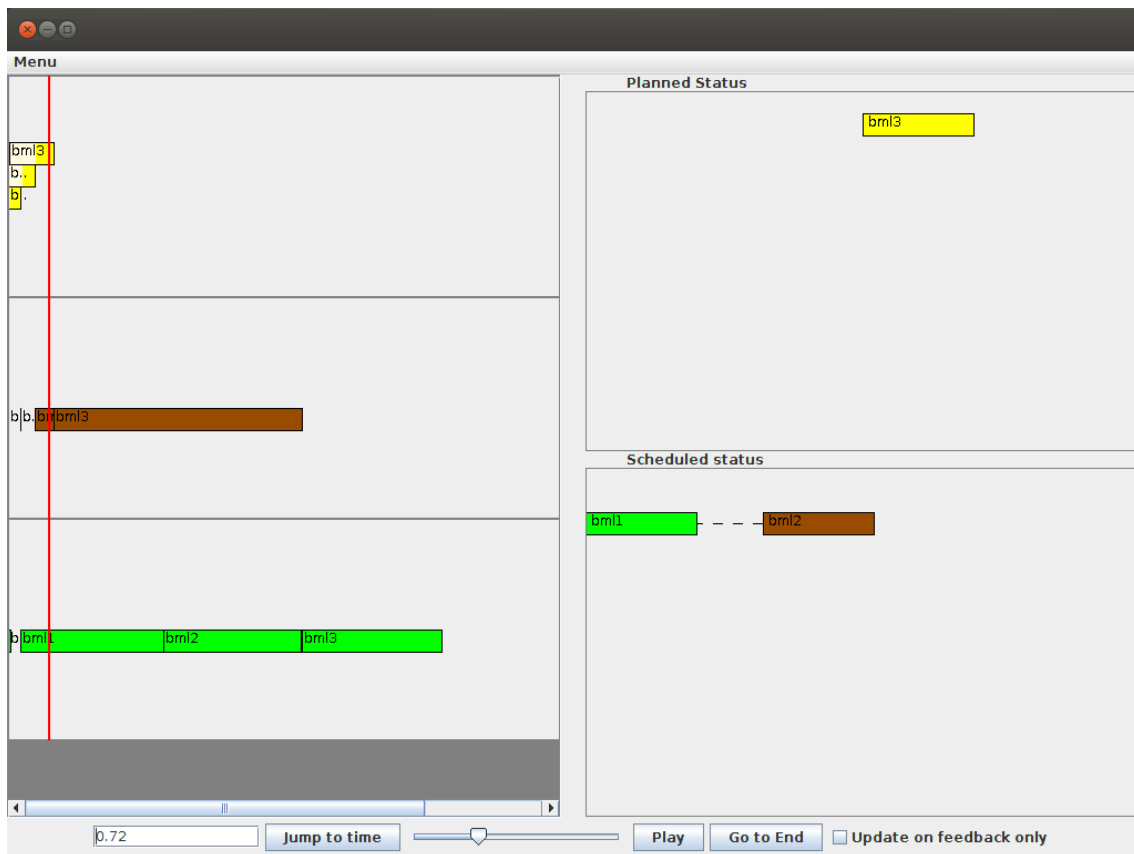 Menu
Planned Status
bml3
bml3
b..
b .
b b. bml3
Scheduled status
bml1 bml2
b bml1 bml2 bml3
0.72 Jump to time Play Go to End Update on feedback only